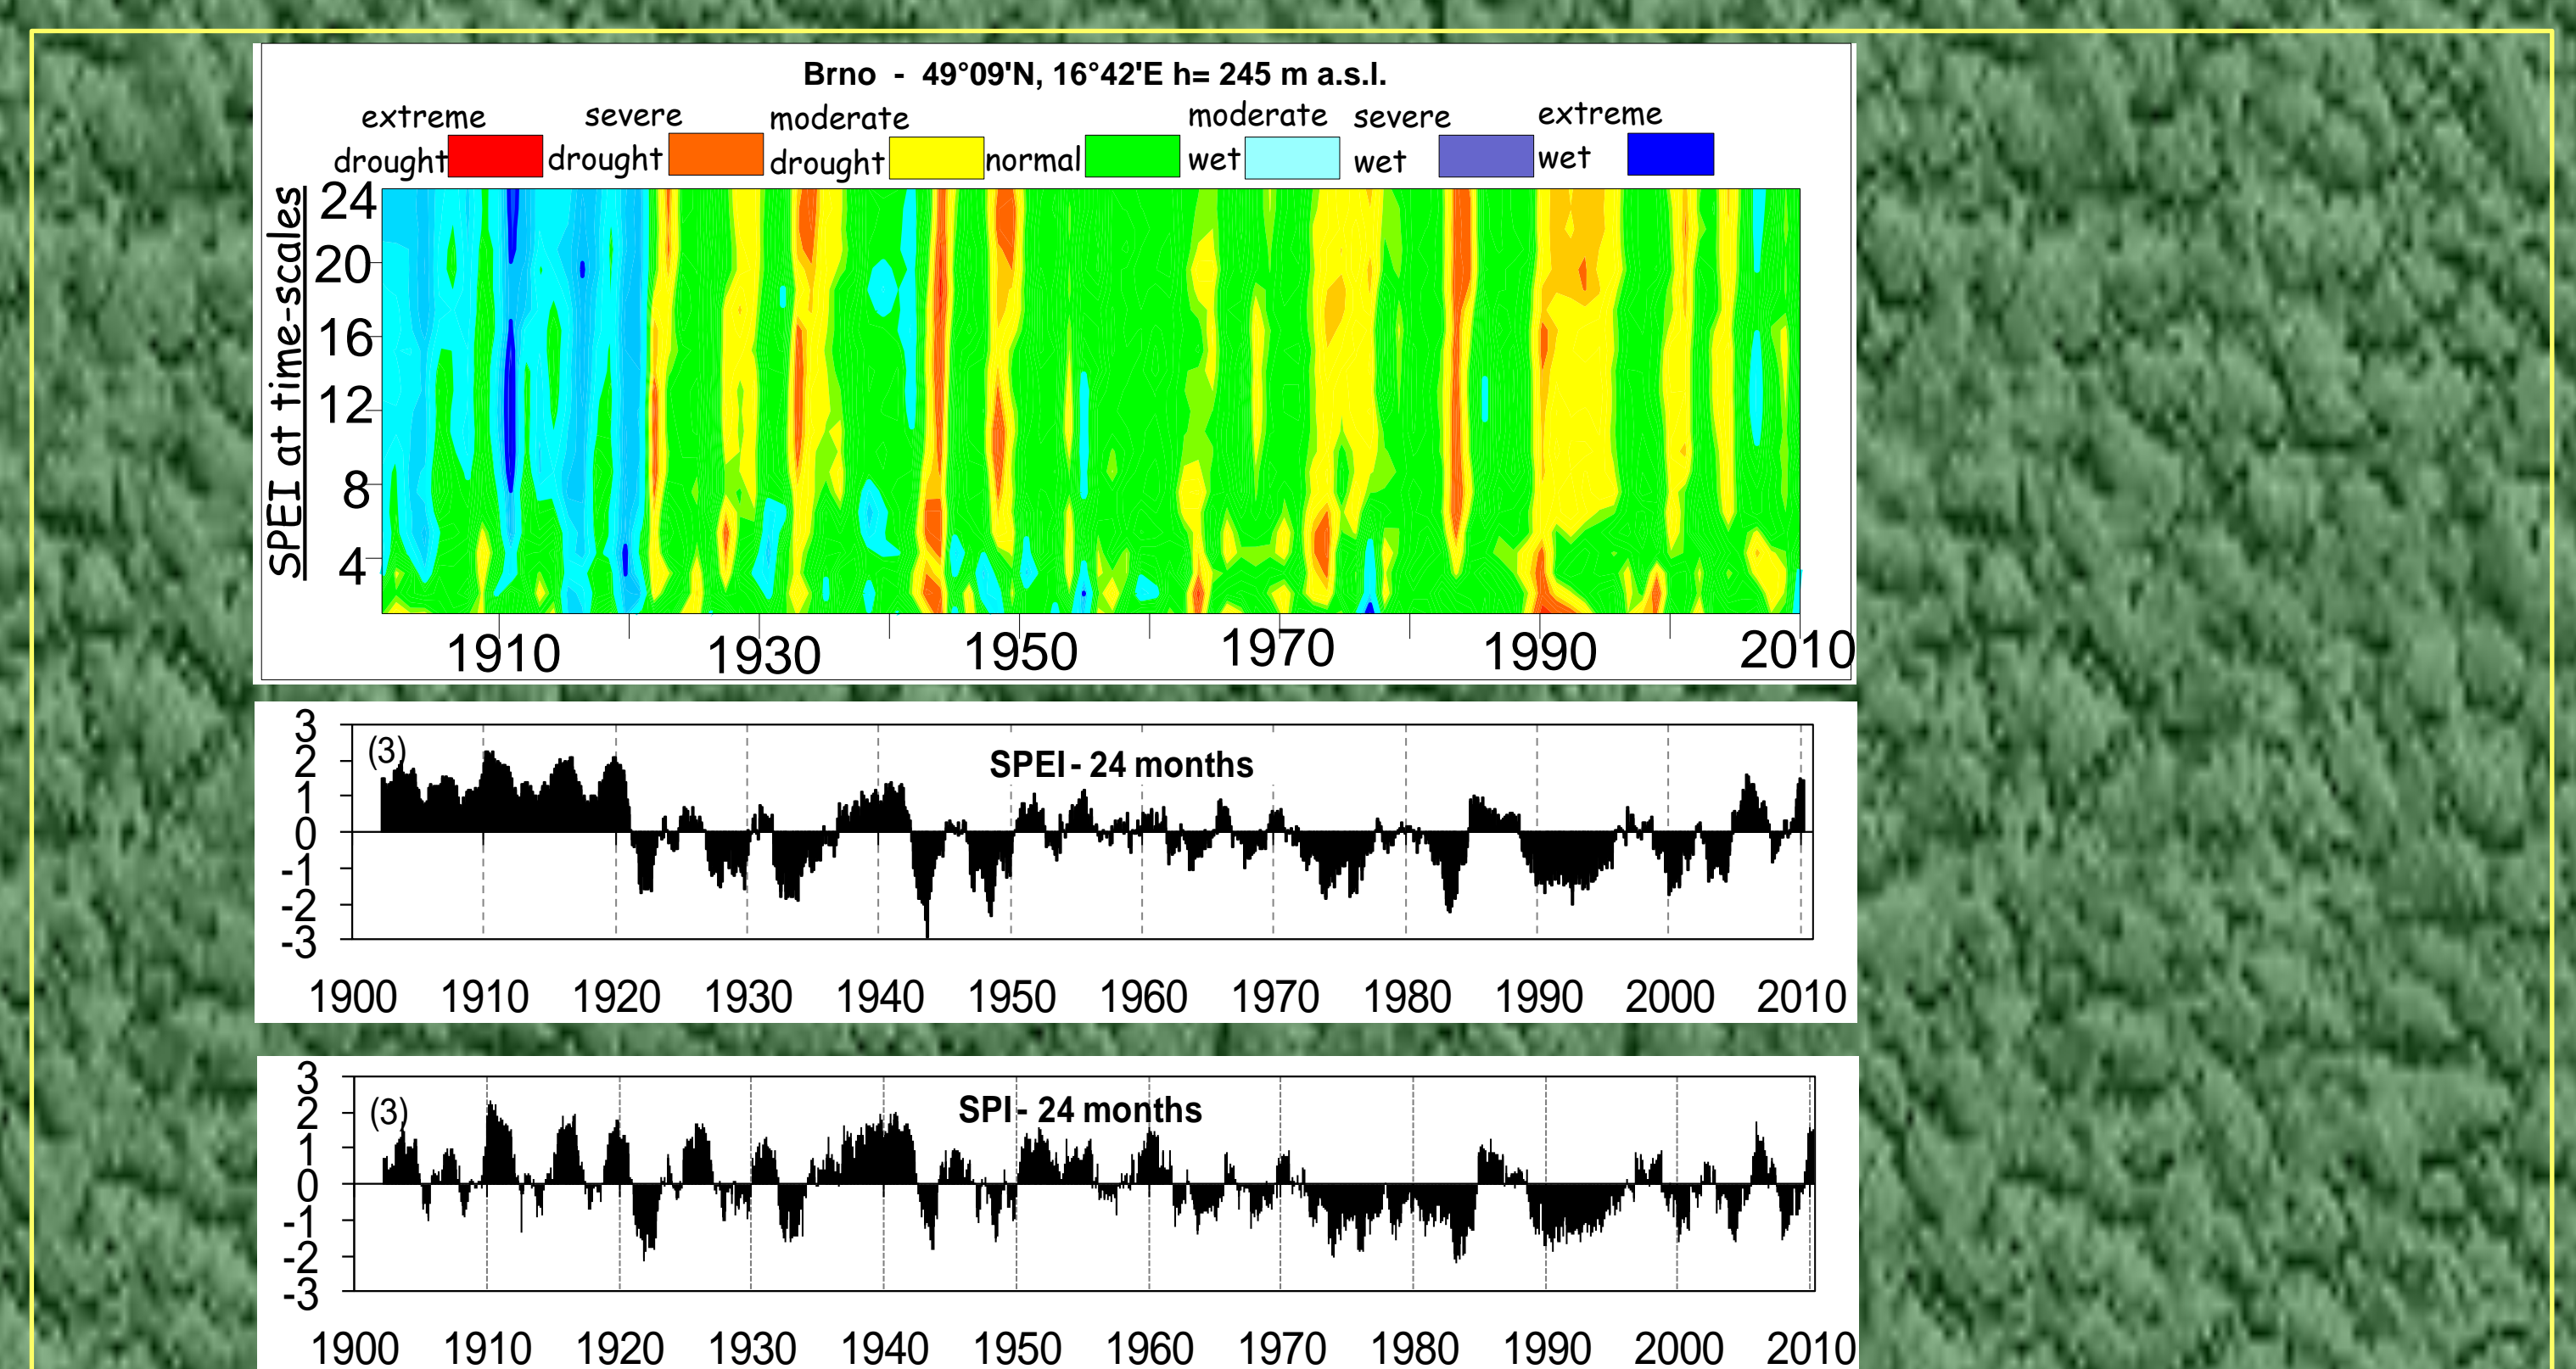 Brno - 49°09'N, 16°42'E h= 245 m a.s.l.
extreme drought
severe drought
moderate drought
normal
moderate wet
severe wet
extreme wet
SPEI at time-scales
24
20
16
12
8
4
1910 1930 1950 1970 1990 2010
(3)
SPEI - 24 months
3
2
1
0
-1
-2
-3
1900 1910 1920 1930 1940 1950 1960 1970 1980 1990 2000 2010
(3)
SPI - 24 months
3
2
1
0
-1
-2
-3
1900 1910 1920 1930 1940 1950 1960 1970 1980 1990 2000 2010